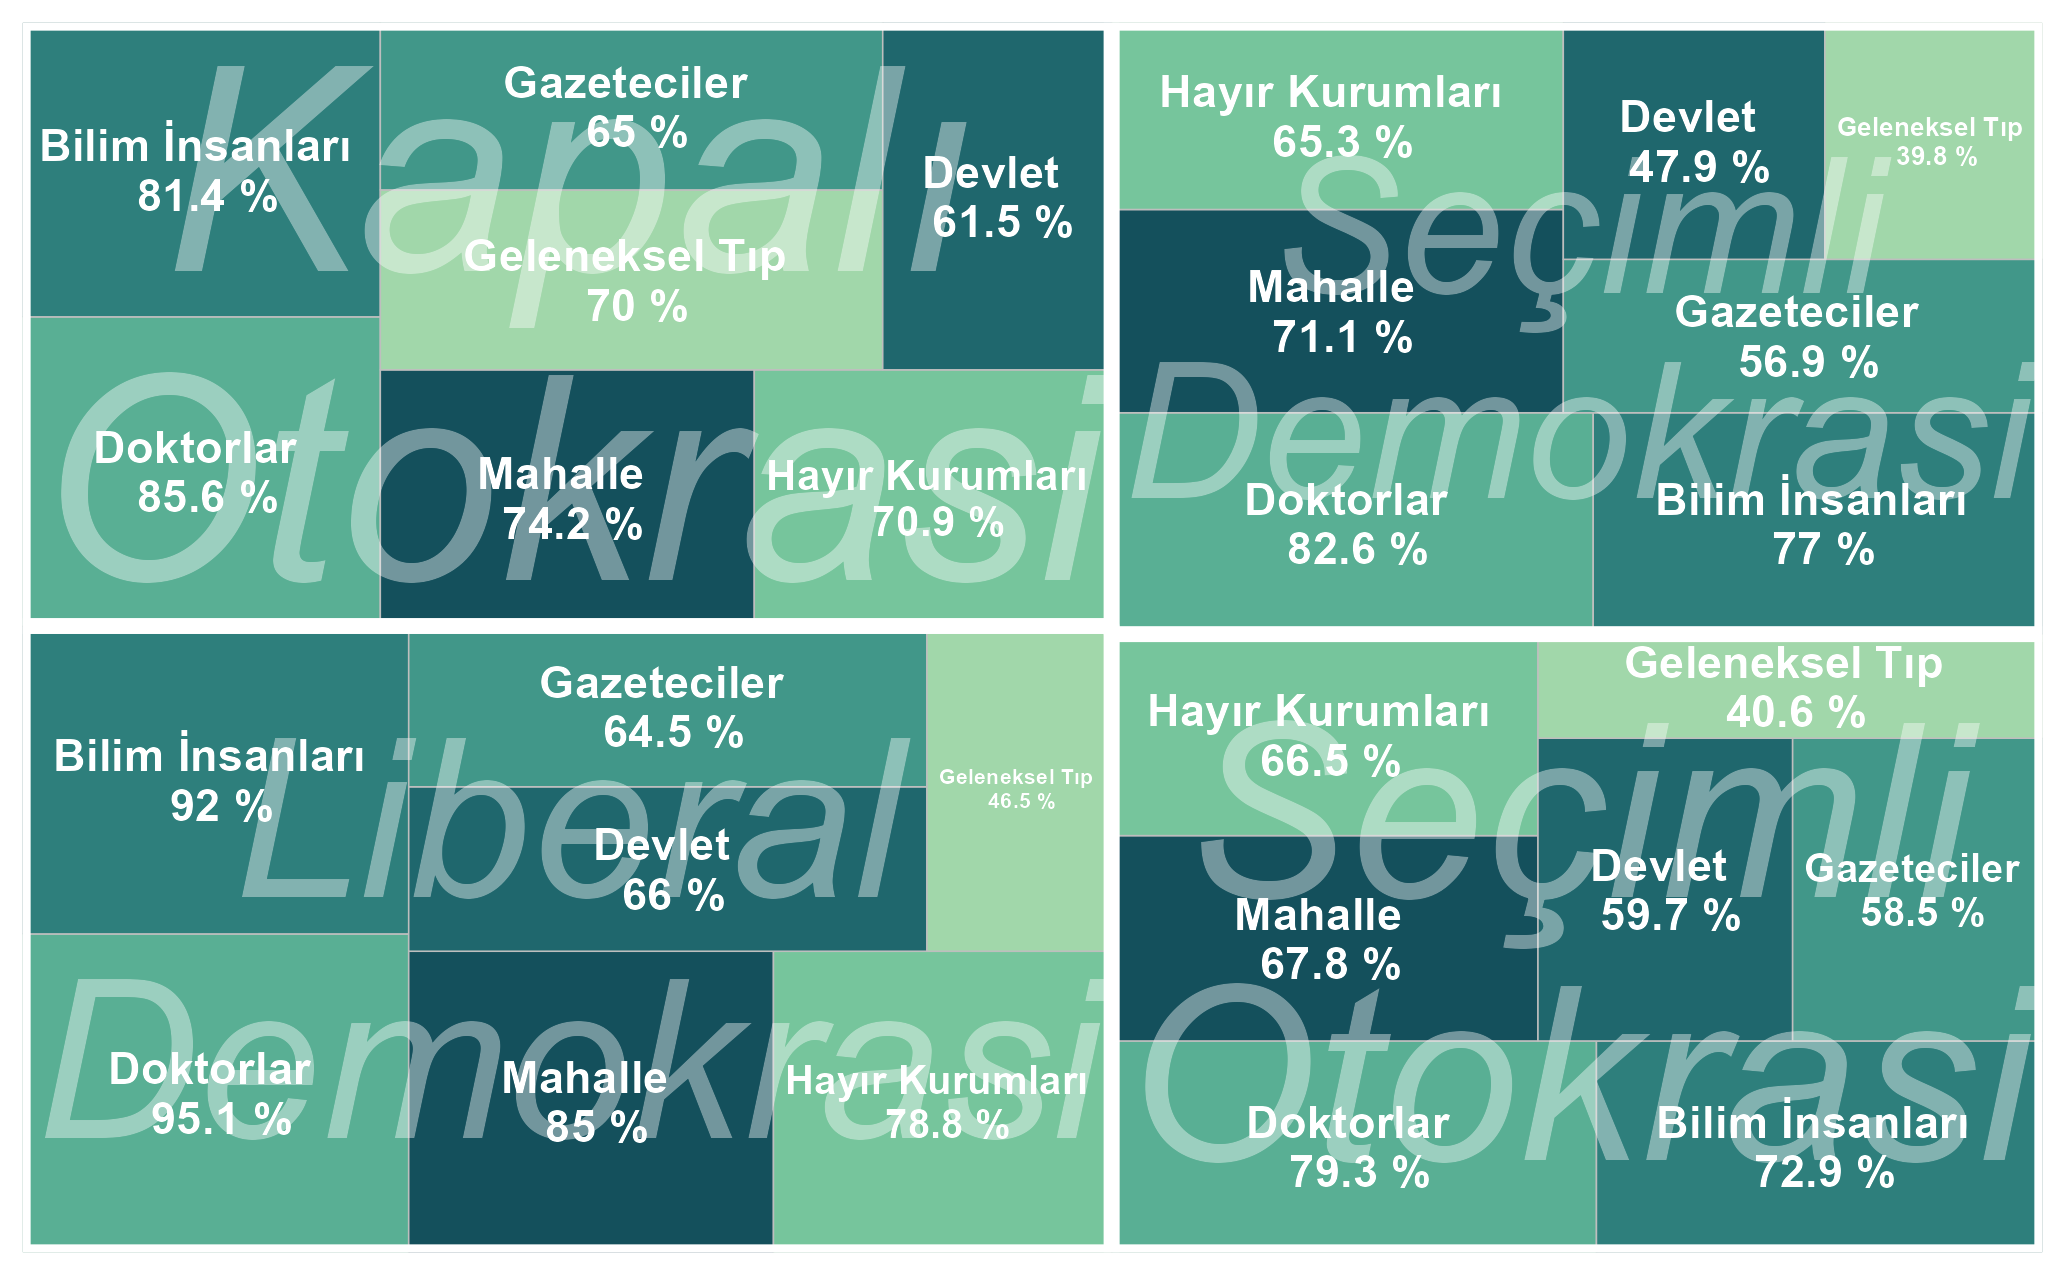 Kapalı
Otokrasi
Bilim İnsanları
81.4 %
Gazeteciler
65 %
Devlet
61.5 %
Geleneksel Tıp
70 %
Doktorlar
85.6 %
Mahalle
74.2 %
Hayır Kurumları
70.9 %
Seçimli
Demokrasi
Hayır Kurumları
65.3 %
Devlet
47.9 %
Geleneksel Tıp
39.8 %
Mahalle
71.1 %
Gazeteciler
56.9 %
Doktorlar
82.6 %
Bilim İnsanları
77 %
Liberal
Demokrasi
Bilim İnsanları
92 %
Gazeteciler
64.5 %
Geleneksel Tıp
46.5 %
Devlet
66 %
Doktorlar
95.1 %
Mahalle
85 %
Hayır Kurumları
78.8 %
Seçimli
Otokrasi
Hayır Kurumları
66.5 %
Geleneksel Tıp
40.6 %
Mahalle
67.8 %
Devlet
59.7 %
Gazeteciler
58.5 %
Doktorlar
79.3 %
Bilim İnsanları
72.9 %